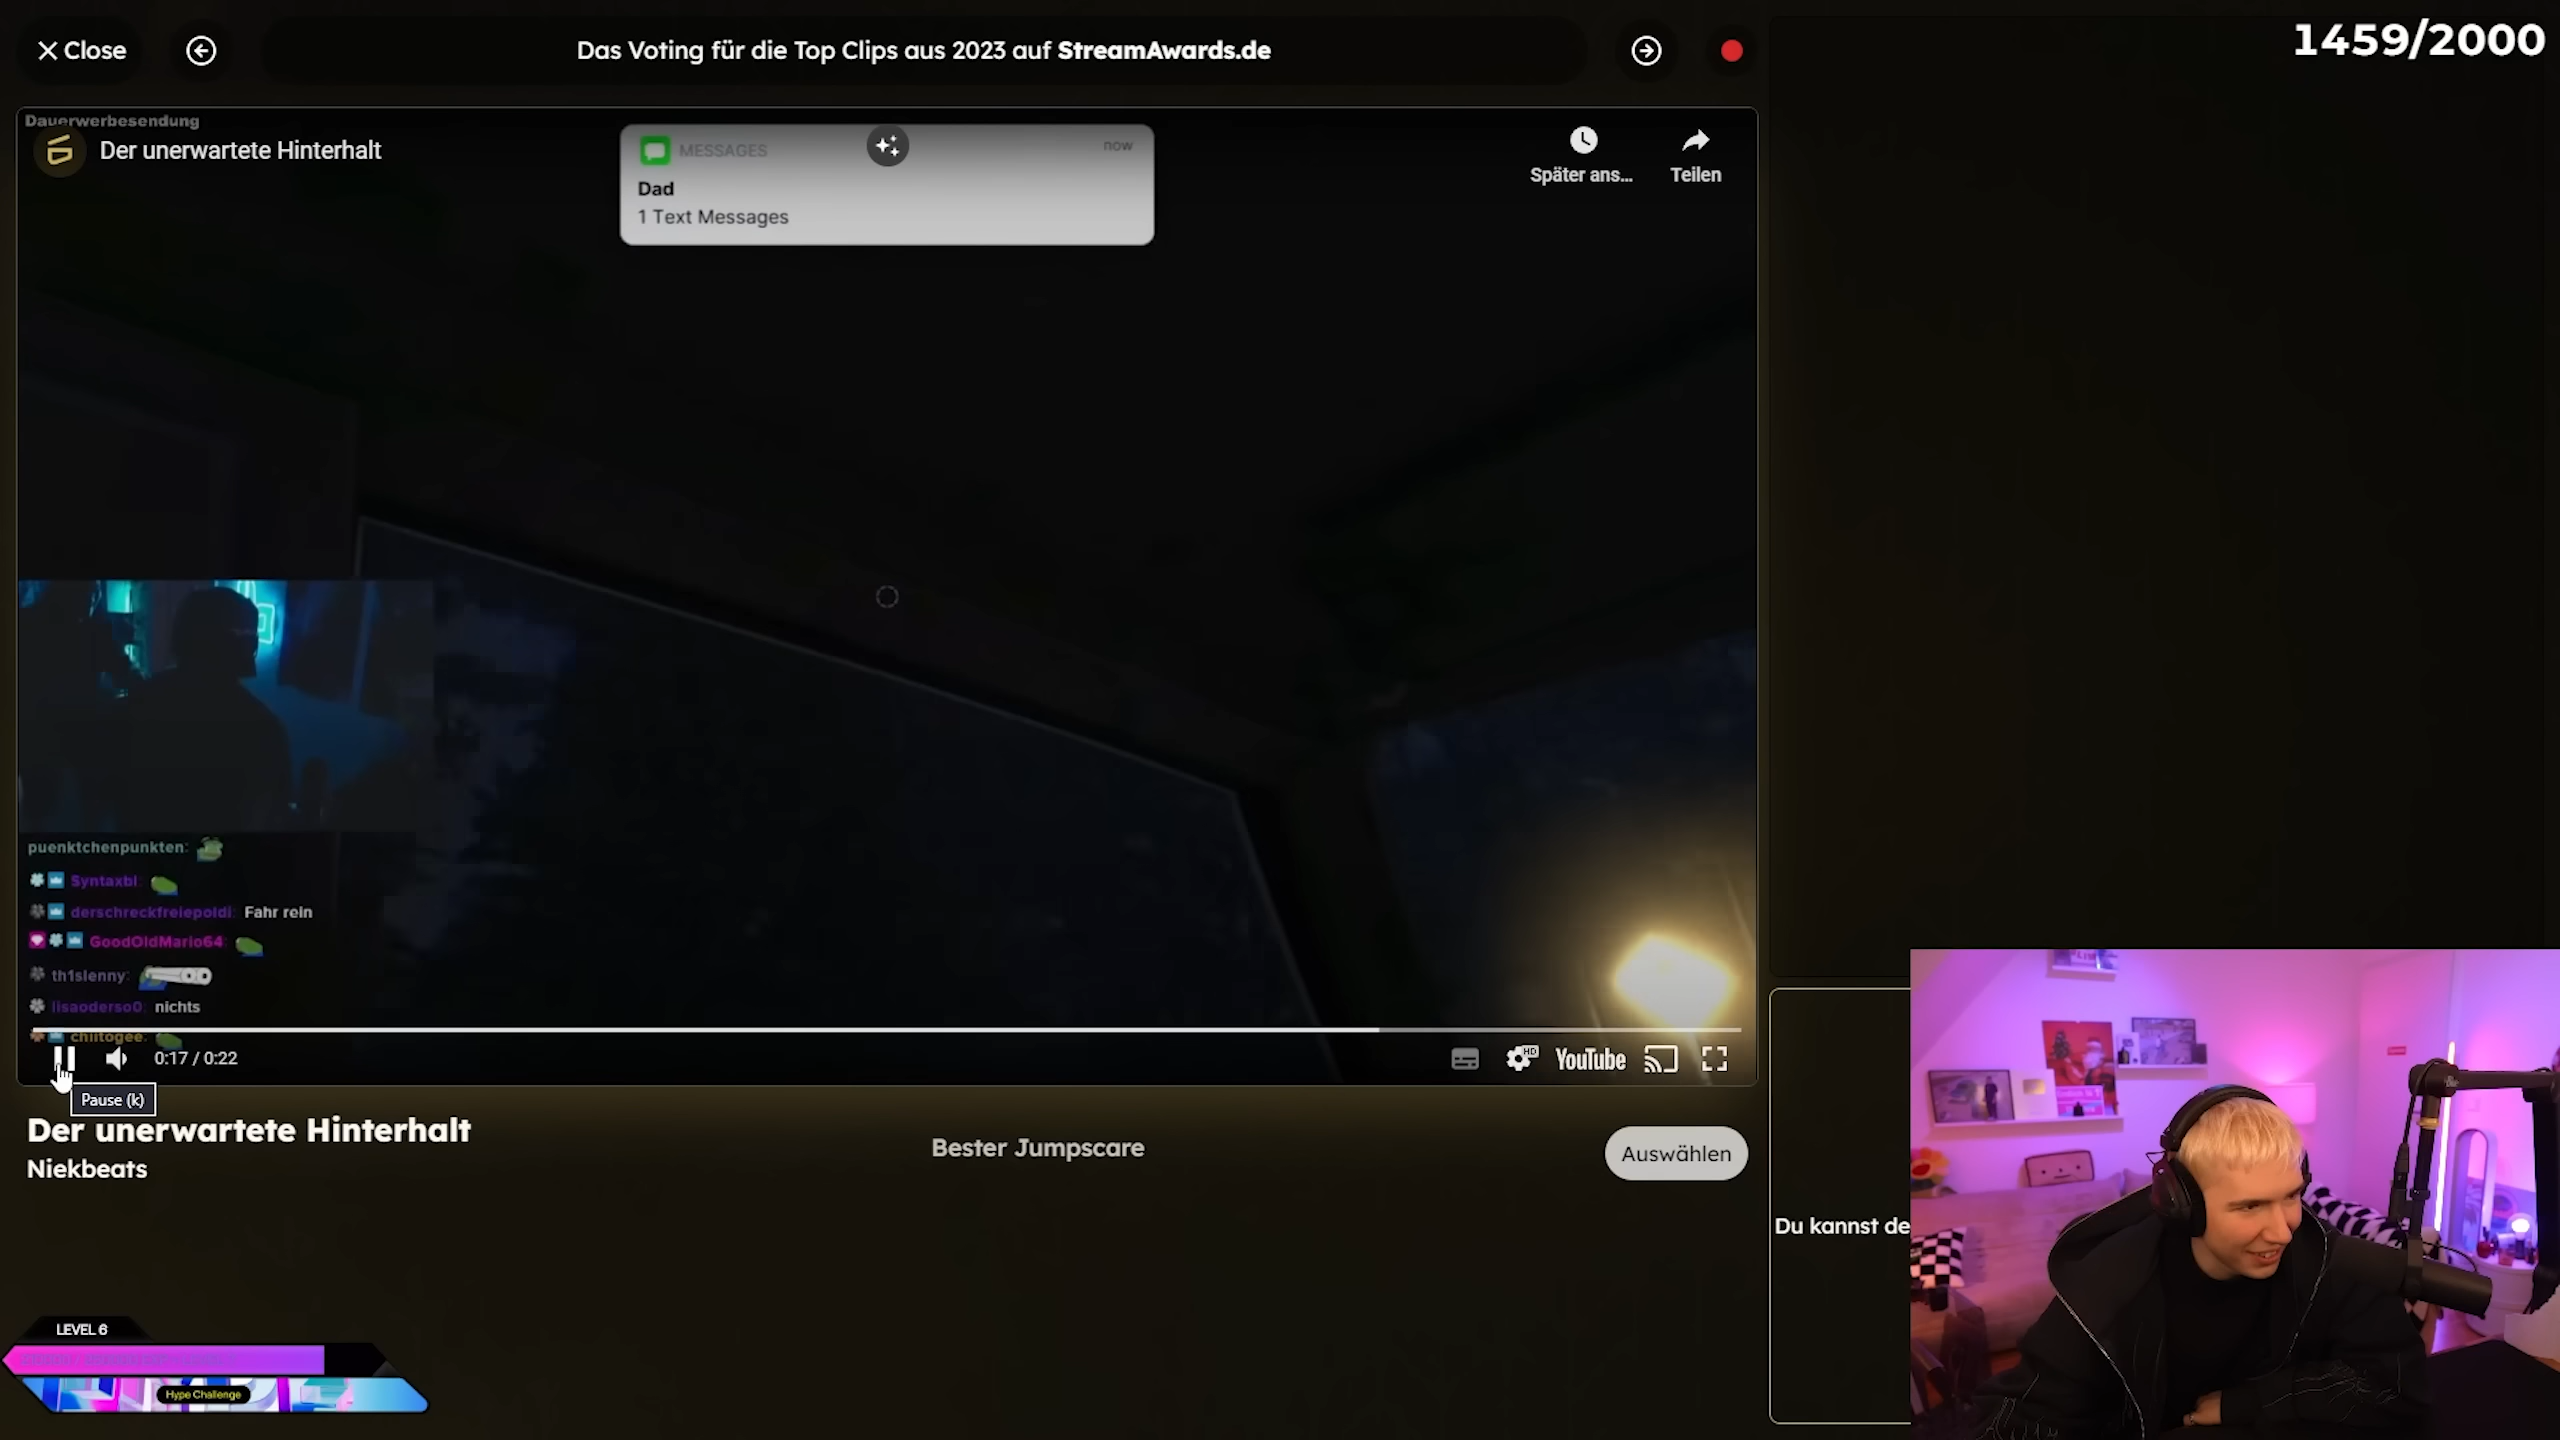 Close
Das Voting für die Top Clips aus 2023 auf StreamAwards.de
1459/2000
Dauerwerbesendung
Der unerwartete Hinterhalt
MESSAGES
now
Dad
1 Text Messages
Später ans...
Teilen
puenktchenpunkten:
Syntaxbl:
derschreckfreiepoldi: Fahr rein
GoodOldMario64:
th1slenny:
lisaoderso0: nichts
chiitogee:
0:17 / 0:22
HD
YouTube
Pause (k)
Der unerwartete Hinterhalt
Niekbeats
Bester Jumpscare
Auswählen
Du kannst de
LEVEL 6
Hype Challenge